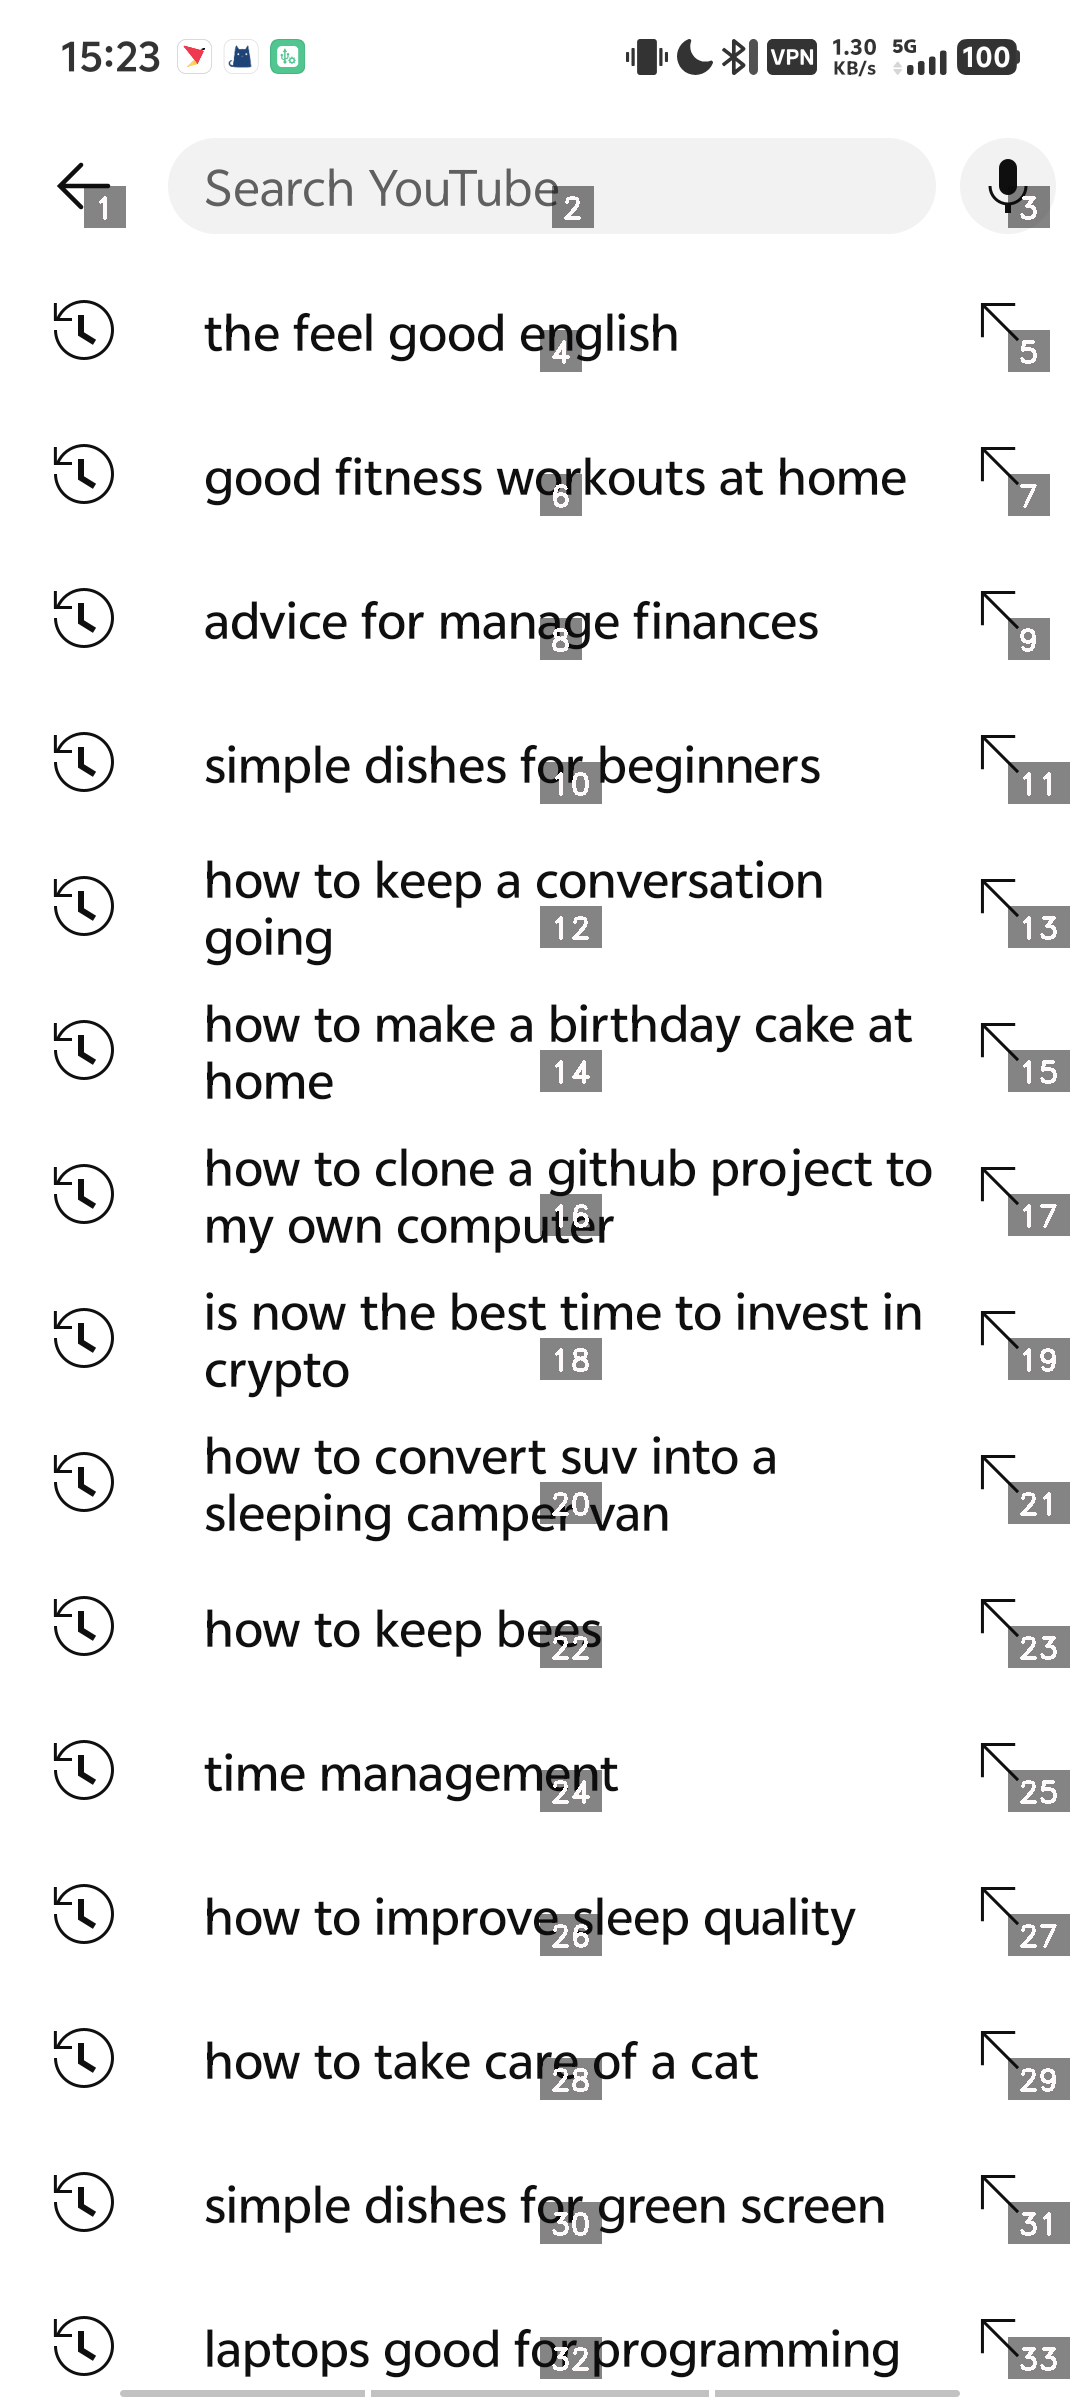 15:23
VPN
1.30 KB/s
5G
100
1
Search YouTube
2
3
the feel good english
4
5
good fitness workouts at home
6
7
advice for manage finances
8
9
simple dishes for beginners
10
11
how to keep a conversation
going
12
13
how to make a birthday cake at
home
14
15
how to clone a github project to
my own computer
16
17
is now the best time to invest in
crypto
18
19
how to convert suv into a
sleeping camper van
20
21
how to keep bees
22
23
time management
24
25
how to improve sleep quality
26
27
how to take care of a cat
28
29
simple dishes for green screen
30
31
laptops good for programming
32
33